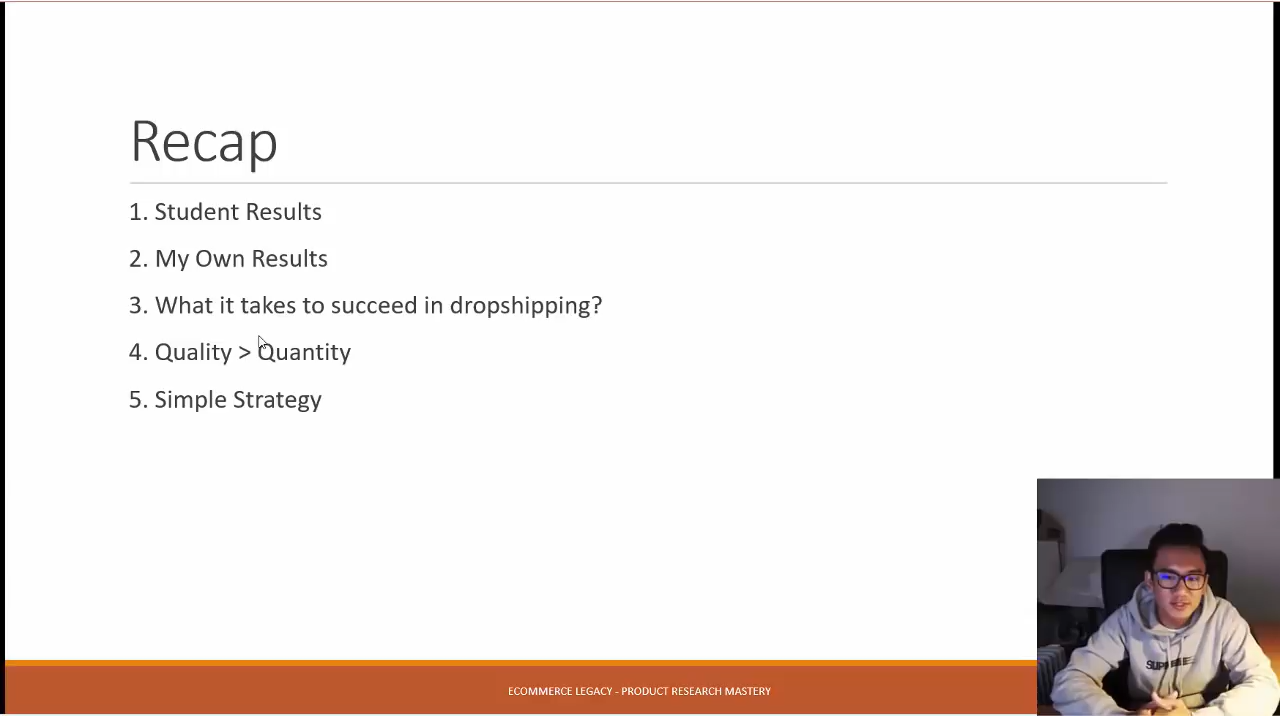 Recap
1. Student Results
2. My Own Results
3. What it takes to succeed in dropshipping?
4. Quality > Quantity
5. Simple Strategy
SUPREME
ECOMMERCE LEGACY - PRODUCT RESEARCH MASTERY